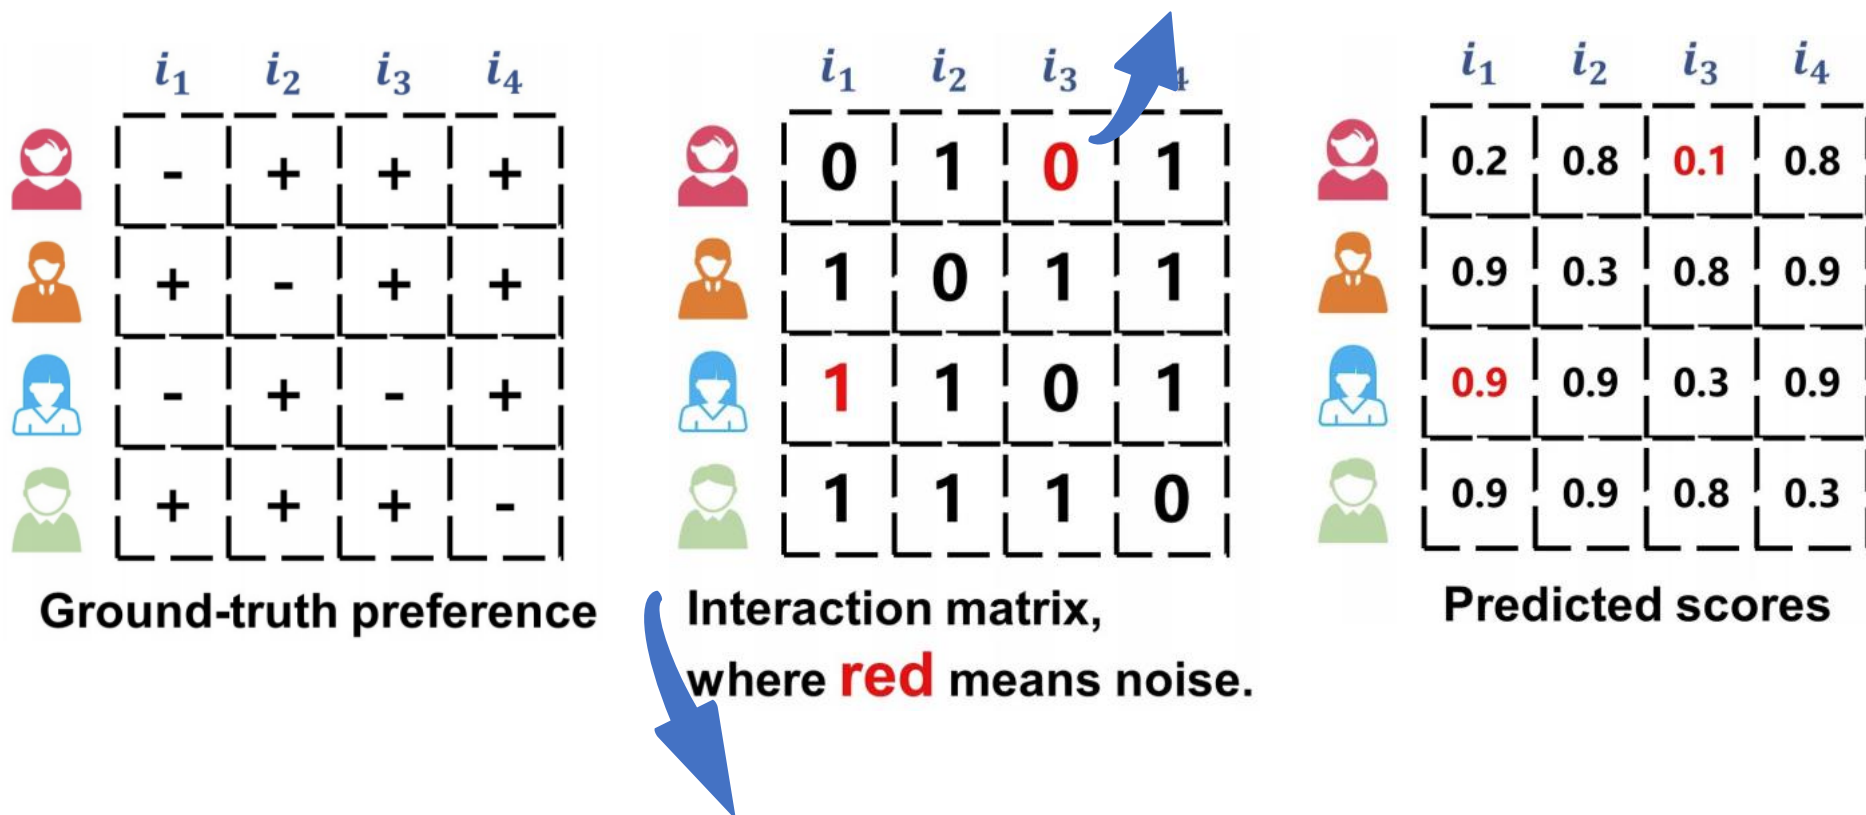 i₁ i₂ i₃ i₄
- + + +
+ - + +
- + - +
+ + + -
Ground-truth preference
i₁ i₂ i₃ 4
0 1 0 1
1 0 1 1
1 1 0 1
1 1 1 0
Interaction matrix,
where red means noise.
i₁ i₂ i₃ i₄
0.2 0.8 0.1 0.8
0.9 0.3 0.8 0.9
0.9 0.9 0.3 0.9
0.9 0.9 0.8 0.3
Predicted scores